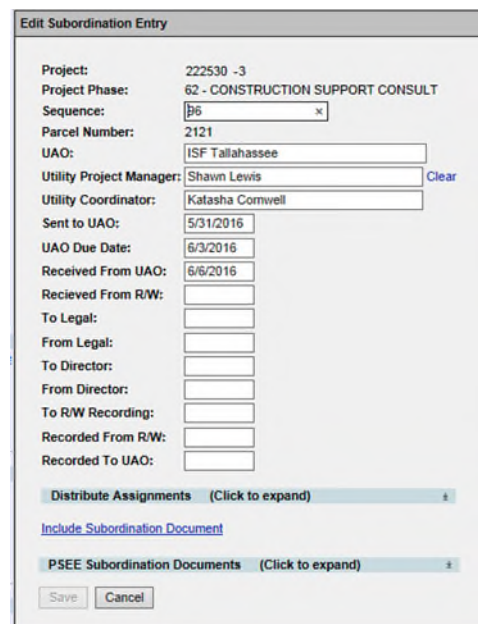 Edit Subordination Entry
Project: 222530 -3
Project Phase: 62 - CONSTRUCTION SUPPORT CONSULT
Sequence: 96 ×
Parcel Number: 2121
UAO: ISF Tallahassee
Utility Project Manager: Shawn Lewis Clear
Utility Coordinator: Katasha Cornwell
Sent to UAO: 5/31/2016
UAO Due Date: 6/3/2016
Received From UAO: 6/6/2016
Recieved From R/W:
To Legal:
From Legal:
To Director:
From Director:
To R/W Recording:
Recorded From R/W:
Recorded To UAO:
Distribute Assignments (Click to expand)
Include Subordination Document
PSEE Subordination Documents (Click to expand)
Save Cancel